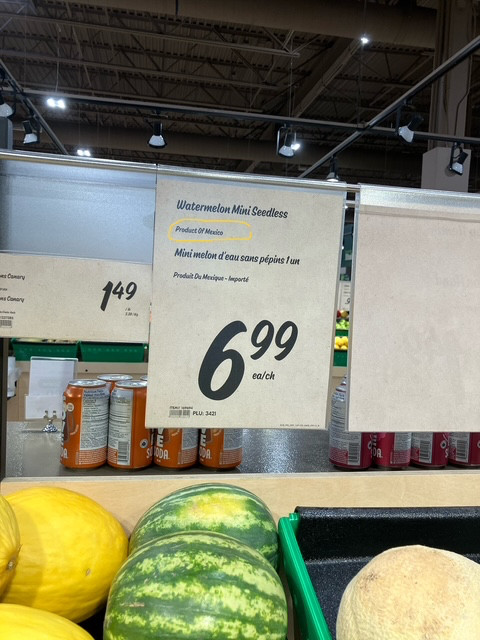 Watermelon Mini Seedless
Product Of Mexico
Mini melon d'eau sans pépins 1 un
Produit Du Mexique - Importé
6 99
ea/ch
PLU: 3421
Canary
Canary
1 49
SODA.